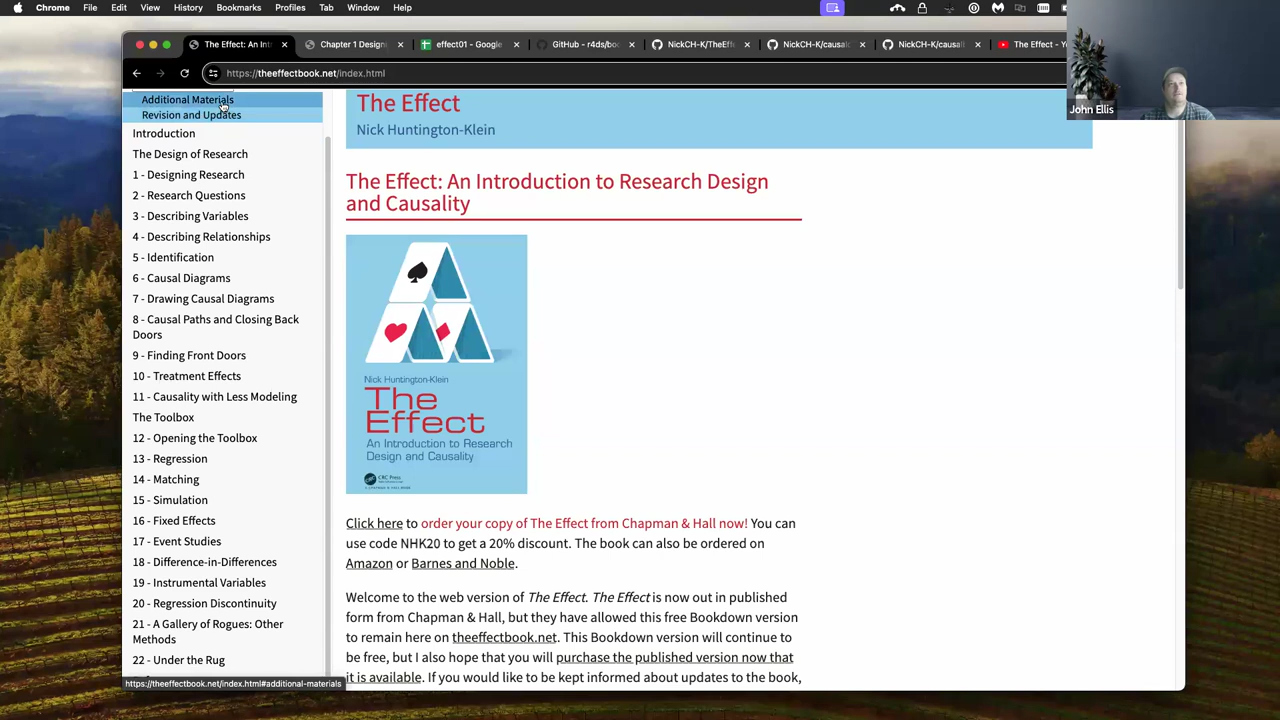 Chrome File Edit View History Bookmarks Profiles Tab Window Help
The Effect: An Int
Chapter 1 Design
effect01 - Google
GitHub - r4ds/bo
NickCH-K/TheEff
NickCH-K/causal
NickCH-K/causal
The Effect - Y
https://theeffectbook.net/index.html
John Ellis
Additional Materials
Revision and Updates
Introduction
The Design of Research
1 - Designing Research
2 - Research Questions
3 - Describing Variables
4 - Describing Relationships
5 - Identification
6 - Causal Diagrams
7 - Drawing Causal Diagrams
8 - Causal Paths and Closing Back
Doors
9 - Finding Front Doors
10 - Treatment Effects
11 - Causality with Less Modeling
The Toolbox
12 - Opening the Toolbox
13 - Regression
14 - Matching
15 - Simulation
16 - Fixed Effects
17 - Event Studies
18 - Difference-in-Differences
19 - Instrumental Variables
20 - Regression Discontinuity
21 - A Gallery of Rogues: Other
Methods
22 - Under the Rug
https://theeffectbook.net/index.html#additional-materials
The Effect
Nick Huntington-Klein
The Effect: An Introduction to Research Design
and Causality
Nick Huntington-Klein
The
Effect
An Introduction to Research
Design and Causality
CRC Press
Click here to order your copy of The Effect from Chapman & Hall now! You can
use code NHK20 to get a 20% discount. The book can also be ordered on
Amazon or Barnes and Noble.
Welcome to the web version of The Effect. The Effect is now out in published
form from Chapman & Hall, but they have allowed this free Bookdown version
to remain here on theeffectbook.net. This Bookdown version will continue to
be free, but I also hope that you will purchase the published version now that
it is available. If you would like to be kept informed about updates to the book,